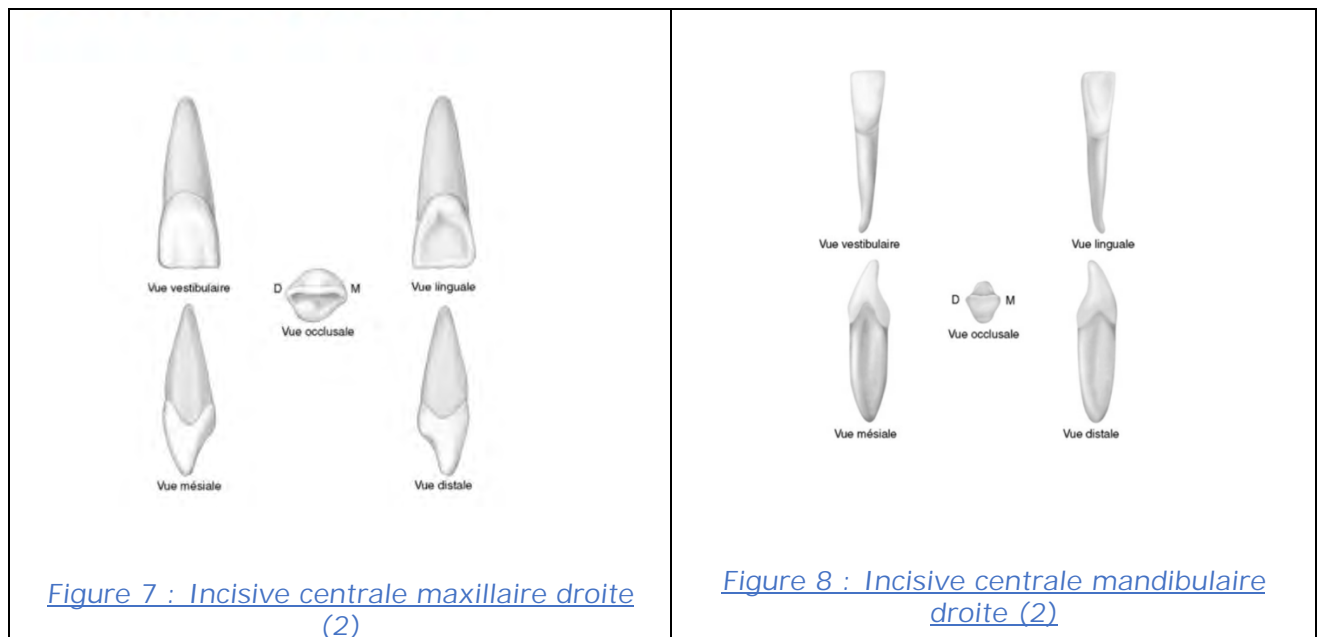 Vue vestibulaire
Vue linguale
D
M
Vue occlusale
Vue mésiale
Vue distale
Figure 7 : Incisive centrale maxillaire droite
(2)
Vue vestibulaire
Vue linguale
D
M
Vue occlusale
Vue mésiale
Vue distale
Figure 8 : Incisive centrale mandibulaire
droite (2)